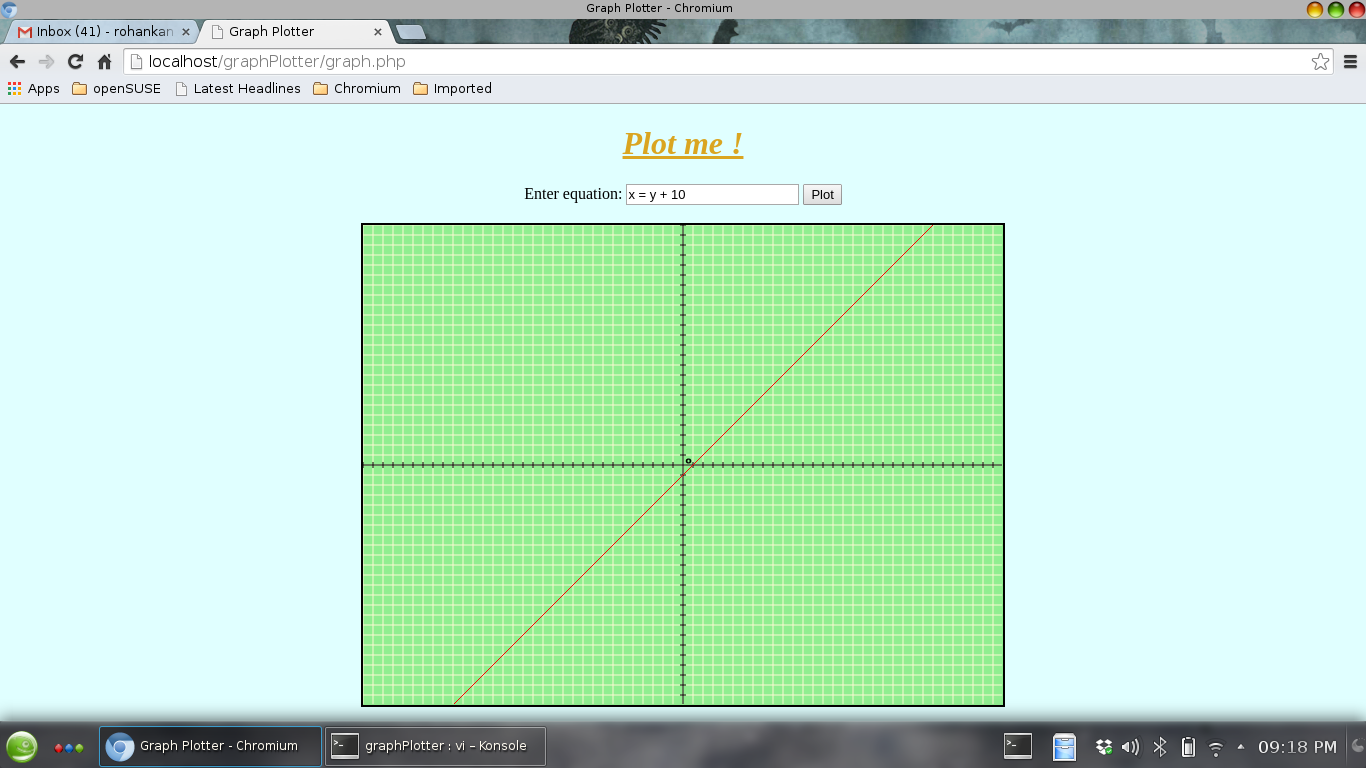 Graph Plotter - Chromium
Inbox (41) - rohankan
Graph Plotter
localhost/graphPlotter/graph.php
Apps openSUSE Latest Headlines Chromium Imported
Plot me !
Enter equation: x = y + 10 Plot
Graph Plotter - Chromium graphPlotter : vi – Konsole 09:18 PM